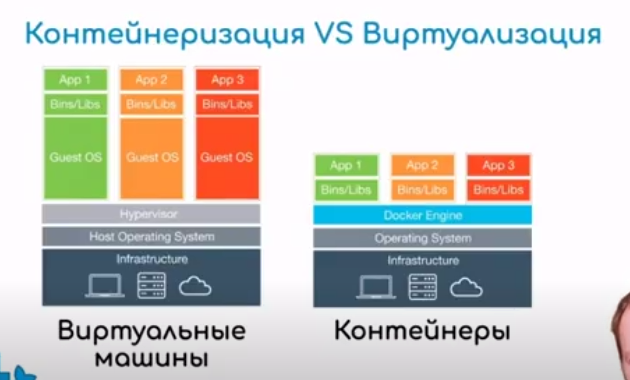 Контейнеризация VS Виртуализация
App 1
App 2
App 3
Bins/Libs
Bins/Libs
Bins/Libs
Guest OS
Guest OS
Guest OS
Hypervisor
Host Operating System
Infrastructure
Виртуальные
машины
App 1
App 2
App 3
Bins/Libs
Bins/Libs
Bins/Libs
Docker Engine
Operating System
Infrastructure
Контейнеры